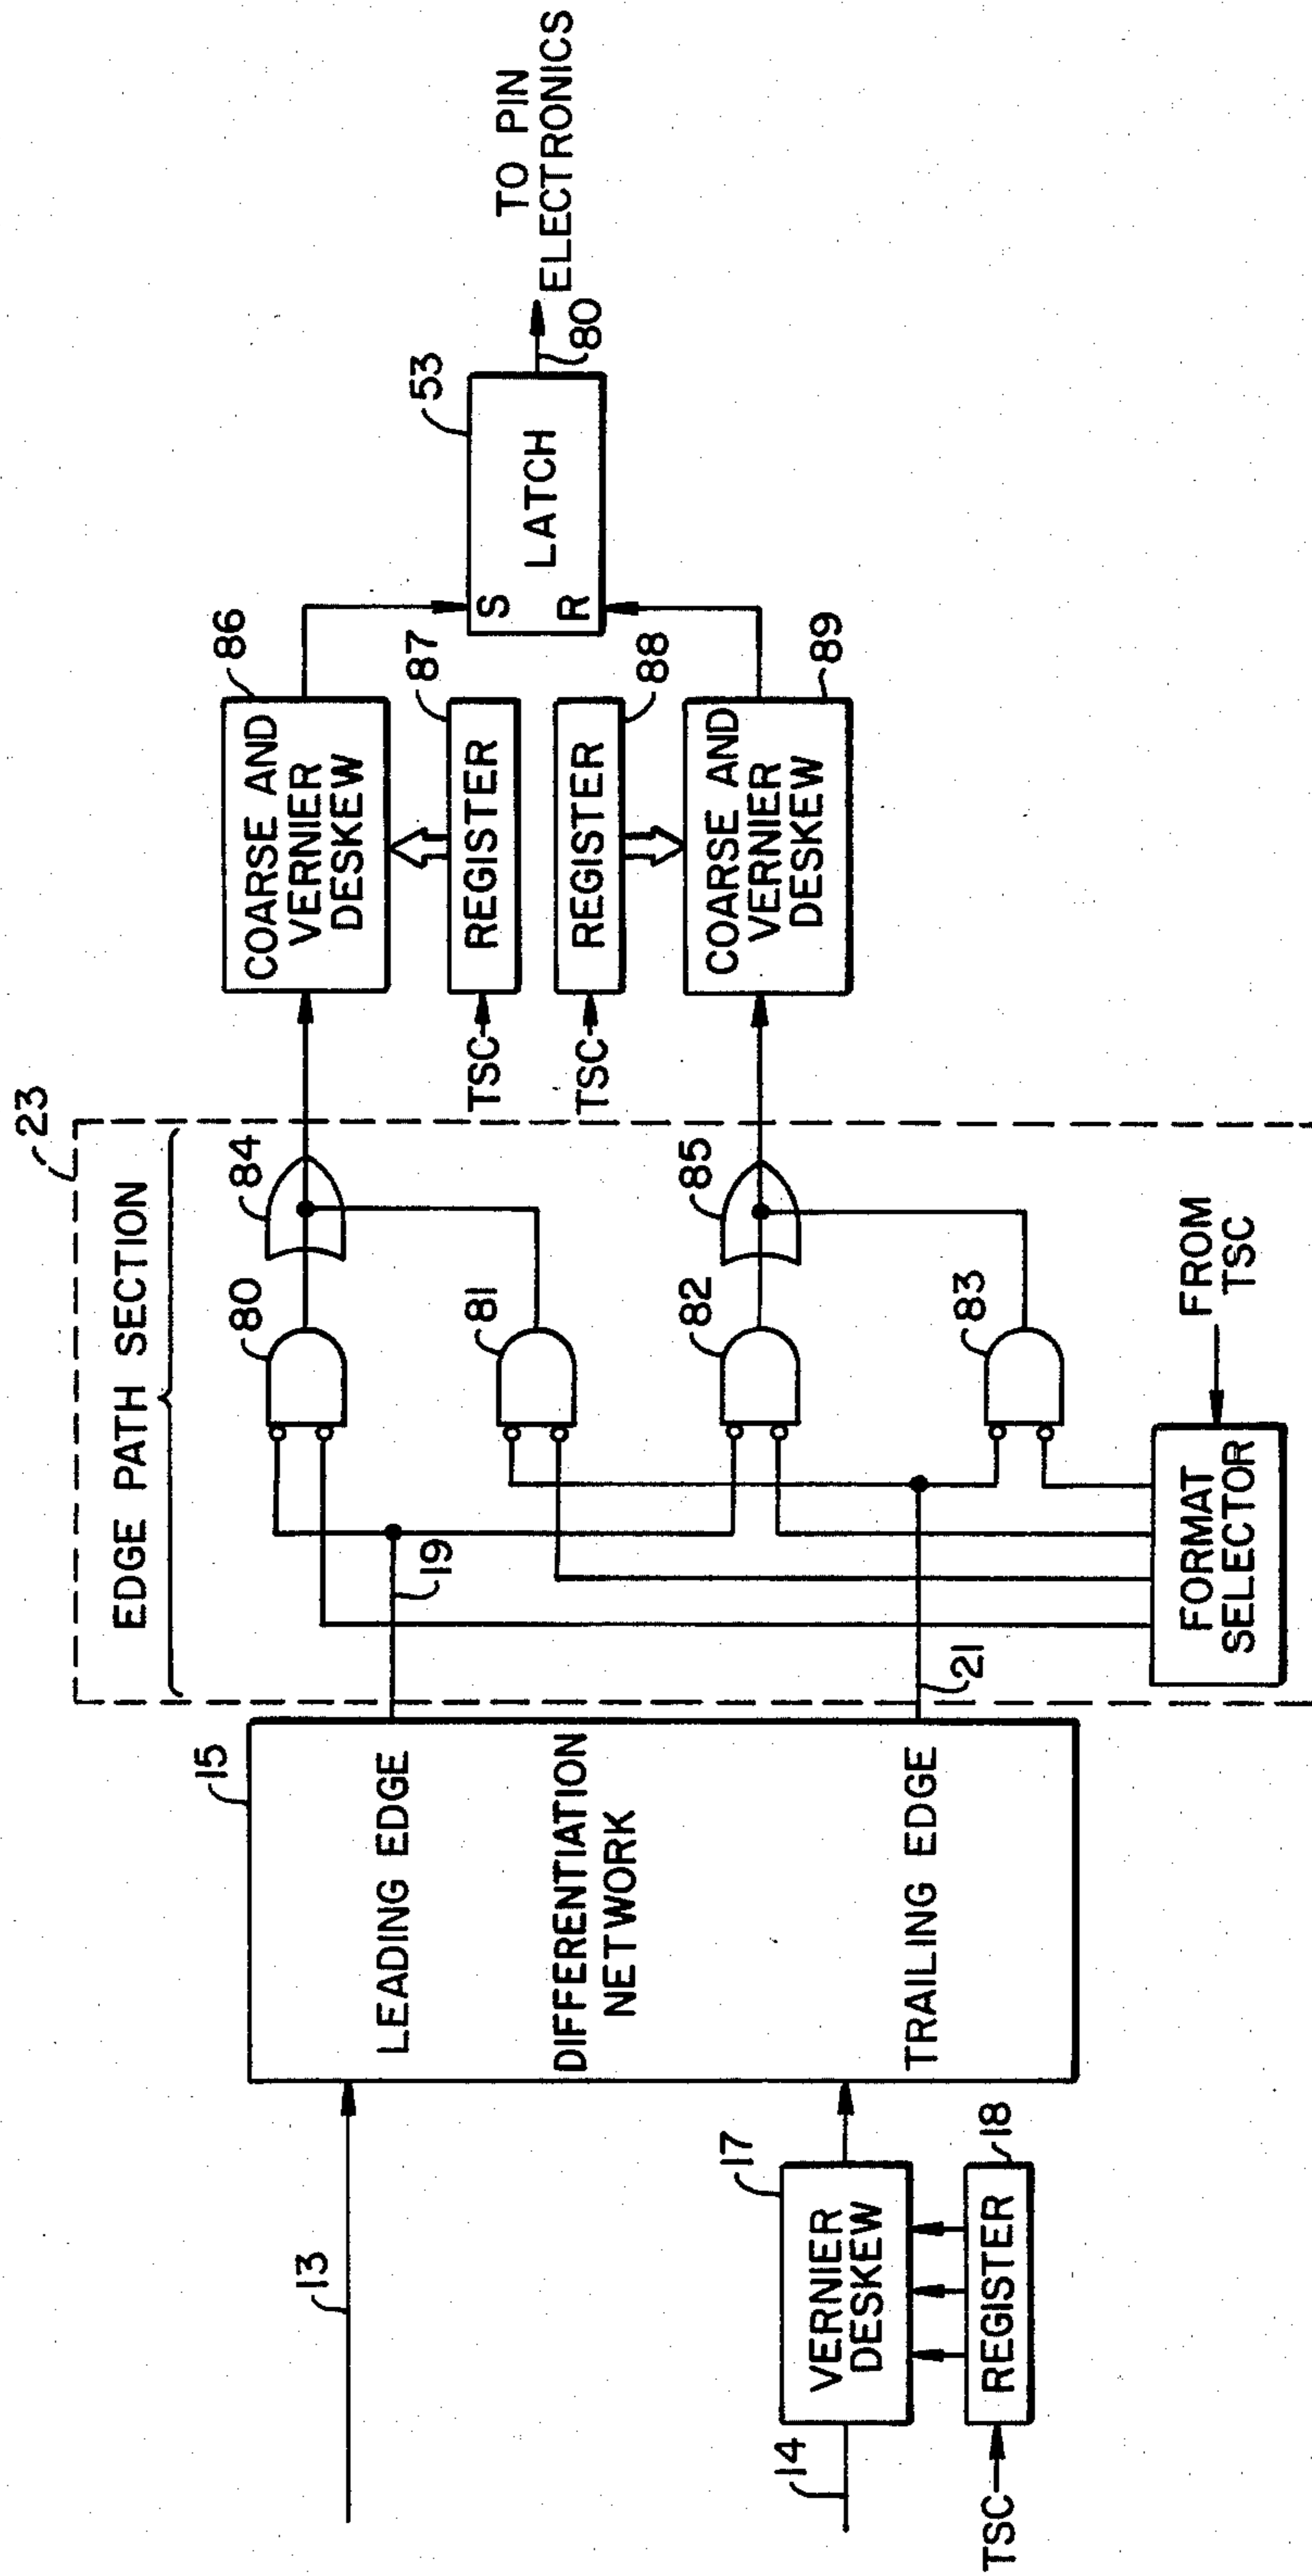 23
EDGE PATH SECTION
13
14
VERNIER
DESKEW
17
REGISTER
18
TSC
15
LEADING EDGE
DIFFERENTIATION
NETWORK
TRAILING EDGE
19
21
80
81
82
83
84
85
FORMAT
SELECTOR
FROM
TSC
COARSE AND
VERNIER
DESKEW
86
REGISTER
87
TSC
REGISTER
88
TSC
COARSE AND
VERNIER
DESKEW
89
S
R
LATCH
53
80
TO PIN
ELECTRONICS